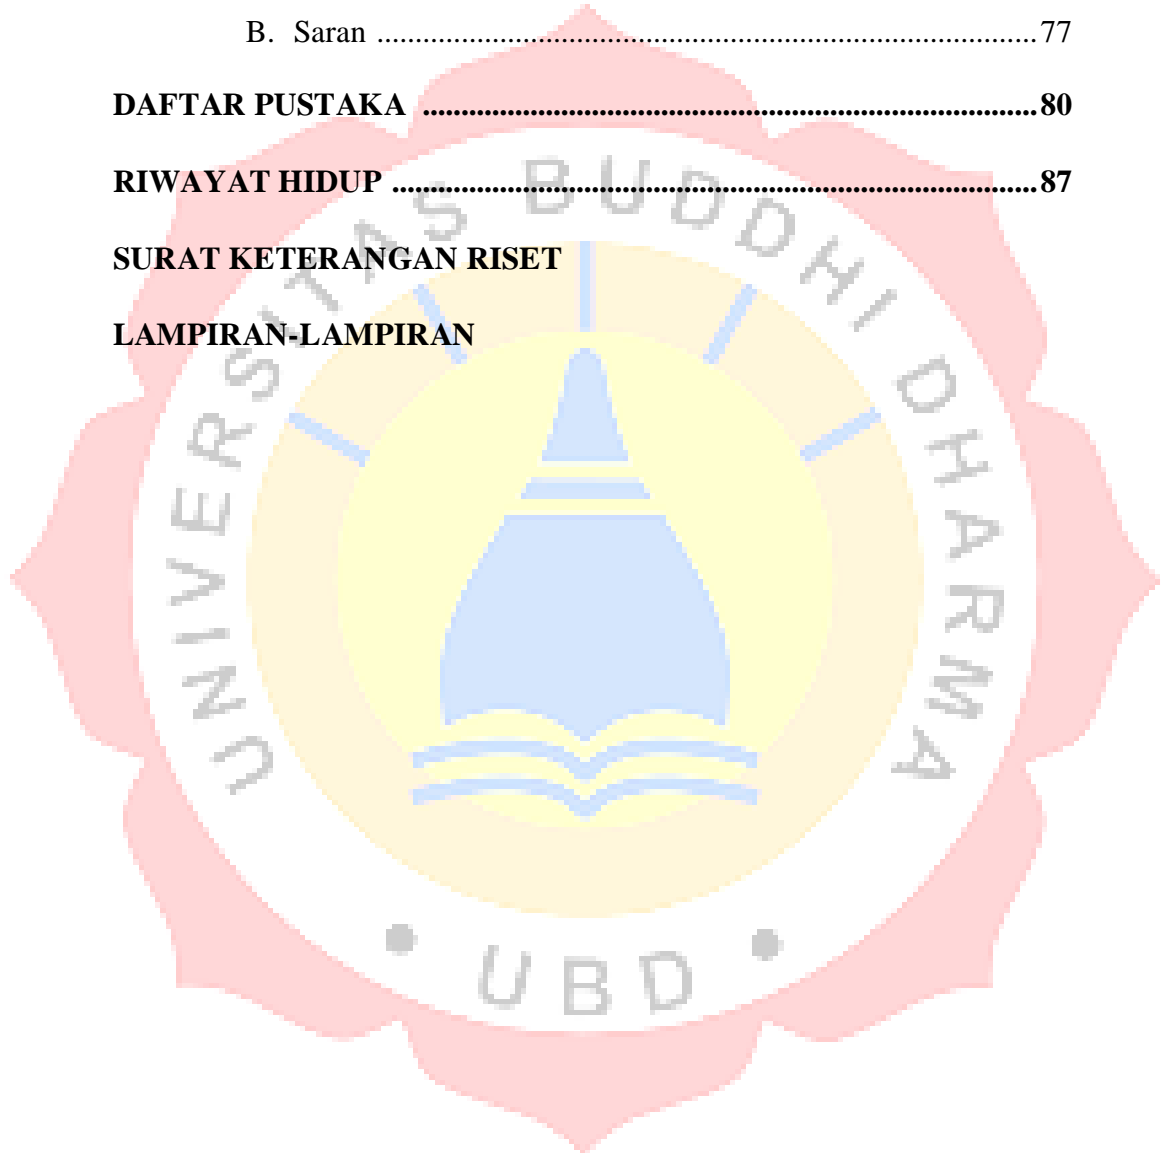 B. Saran ........................................................................................ 77
DAFTAR PUSTAKA ................................................................................ 80
RIWAYAT HIDUP .................................................................................... 87
SURAT KETERANGAN RISET
LAMPIRAN-LAMPIRAN
UNIVERSITAS BUDDHI DHARMA
• UBD •